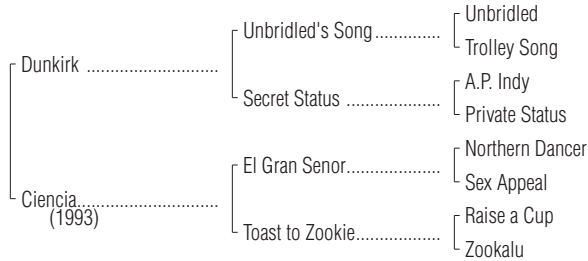 Unbridled
Unbridled's Song..............
Trolley Song
Dunkirk ............................
A.P. Indy
Secret Status ....................
Private Status
Northern Dancer
El Gran Senor....................
Sex Appeal
Ciencia..............................
(1993)
Raise a Cup
Toast to Zookie..................
Zookalu